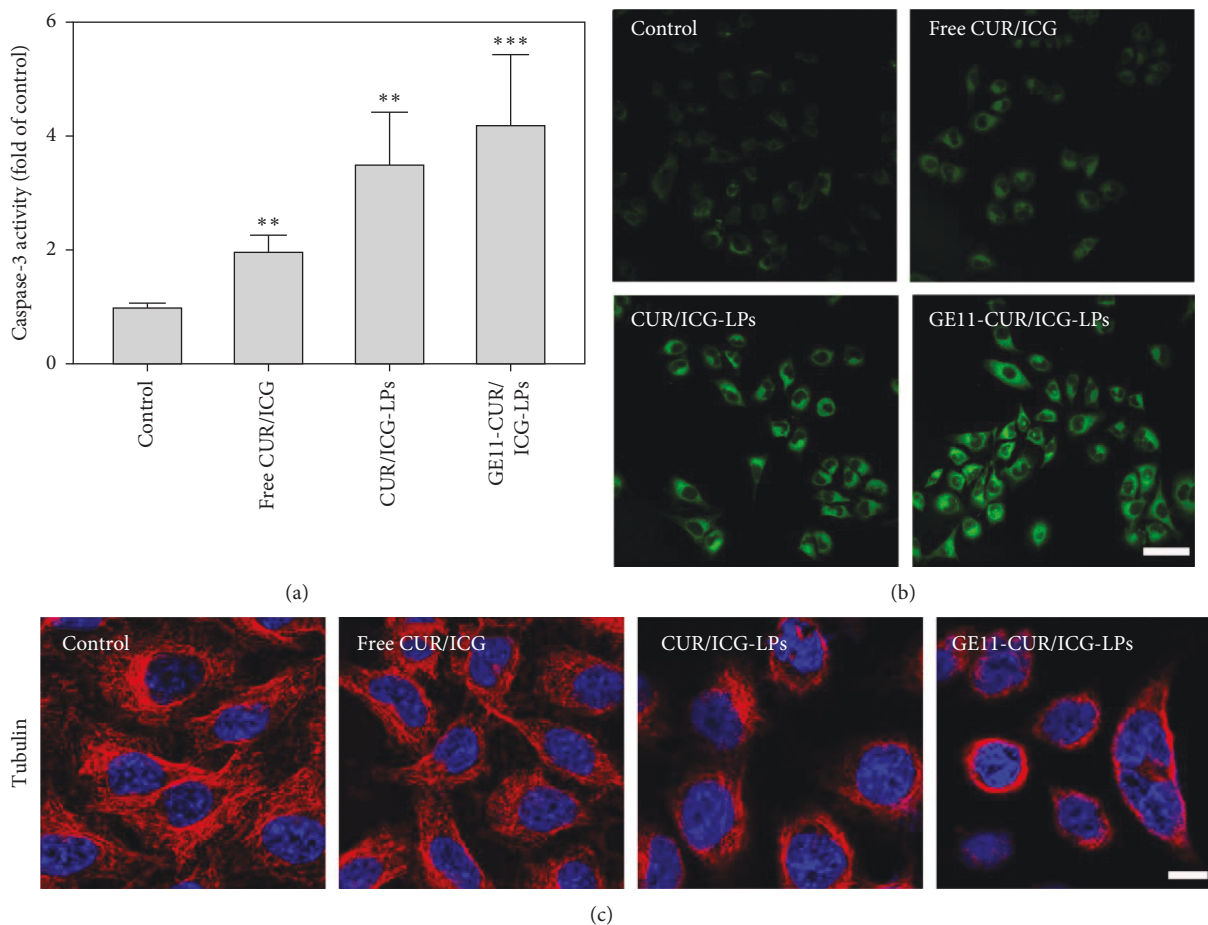 6
4
2
0
Caspase-3 activity (fold of control)
**
**
***
Control
Free CUR/ICG
CUR/ICG-LPs
GE11-CUR/
ICG-LPs
(a)
Control
Free CUR/ICG
CUR/ICG-LPs
GE11-CUR/ICG-LPs
(b)
Tubulin
Control
Free CUR/ICG
CUR/ICG-LPs
GE11-CUR/ICG-LPs
(c)